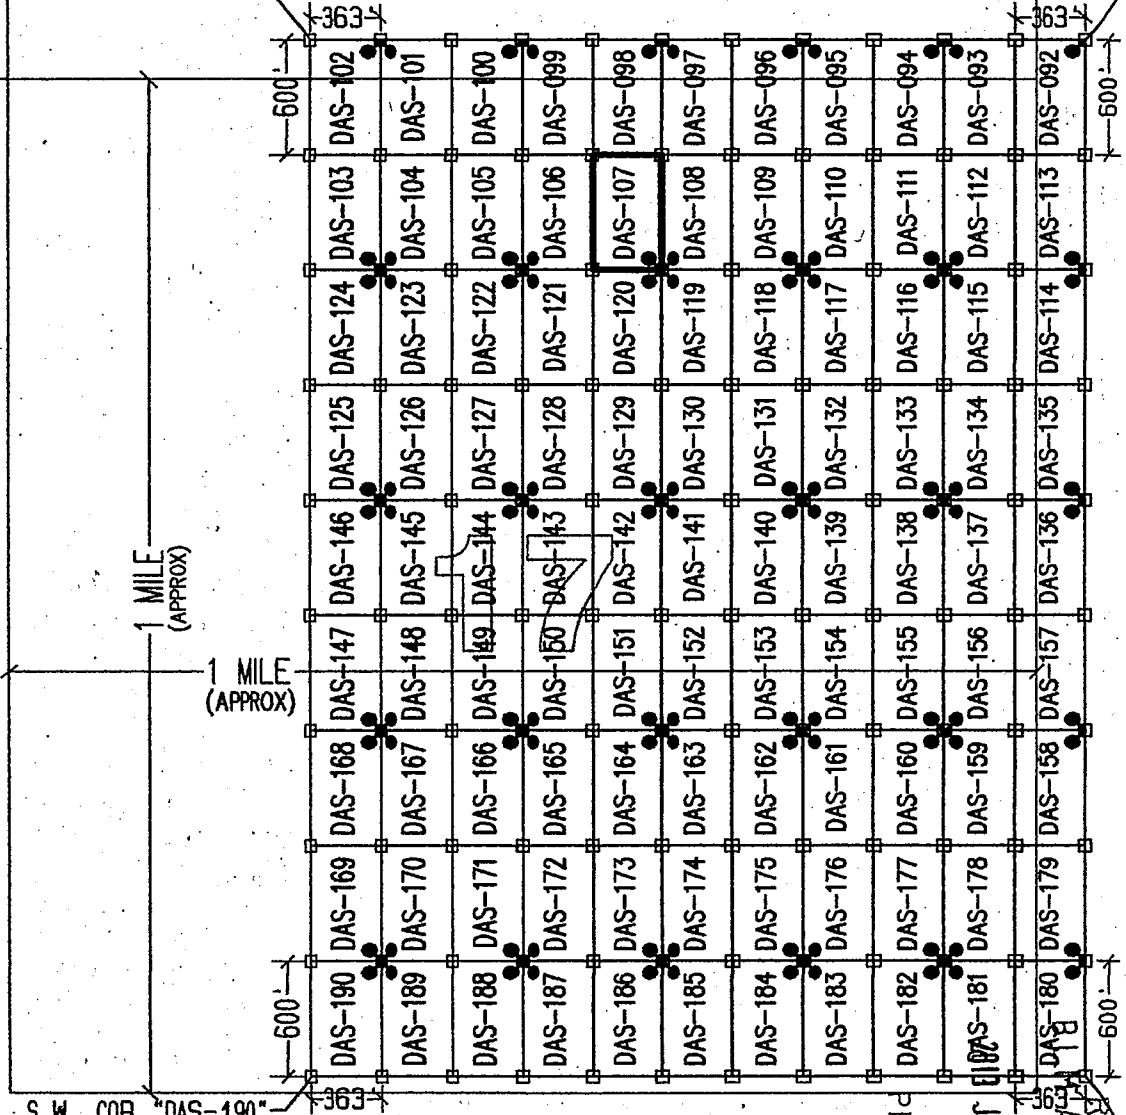 363 363
600' DAS-102 DAS-101 DAS-100 DAS-099 DAS-098 DAS-097 DAS-096 DAS-095 DAS-094 DAS-093 DAS-092 600'
DAS-103 DAS-104 DAS-105 DAS-106 DAS-107 DAS-108 DAS-109 DAS-110 DAS-111 DAS-112 DAS-113
DAS-124 DAS-123 DAS-122 DAS-121 DAS-120 DAS-119 DAS-118 DAS-117 DAS-116 DAS-115 DAS-114
DAS-125 DAS-126 DAS-127 DAS-128 DAS-129 DAS-130 DAS-131 DAS-132 DAS-133 DAS-134 DAS-135
DAS-146 DAS-145 DAS-144 DAS-143 DAS-142 DAS-141 DAS-140 DAS-139 DAS-138 DAS-137 DAS-136
17
1 MILE
(APPROX)
DAS-147 DAS-148 DAS-149 DAS-150 DAS-151 DAS-152 DAS-153 DAS-154 DAS-155 DAS-156 DAS-157
1 MILE
(APPROX)
DAS-168 DAS-167 DAS-166 DAS-165 DAS-164 DAS-163 DAS-162 DAS-161 DAS-160 DAS-159 DAS-158
DAS-169 DAS-170 DAS-171 DAS-172 DAS-173 DAS-174 DAS-175 DAS-176 DAS-177 DAS-178 DAS-179
600' DAS-190 DAS-189 DAS-188 DAS-187 DAS-186 DAS-185 DAS-184 DAS-183 DAS-182 DAS-181 DAS-180 600'
363 363
S.W. COR. "DAS-190"